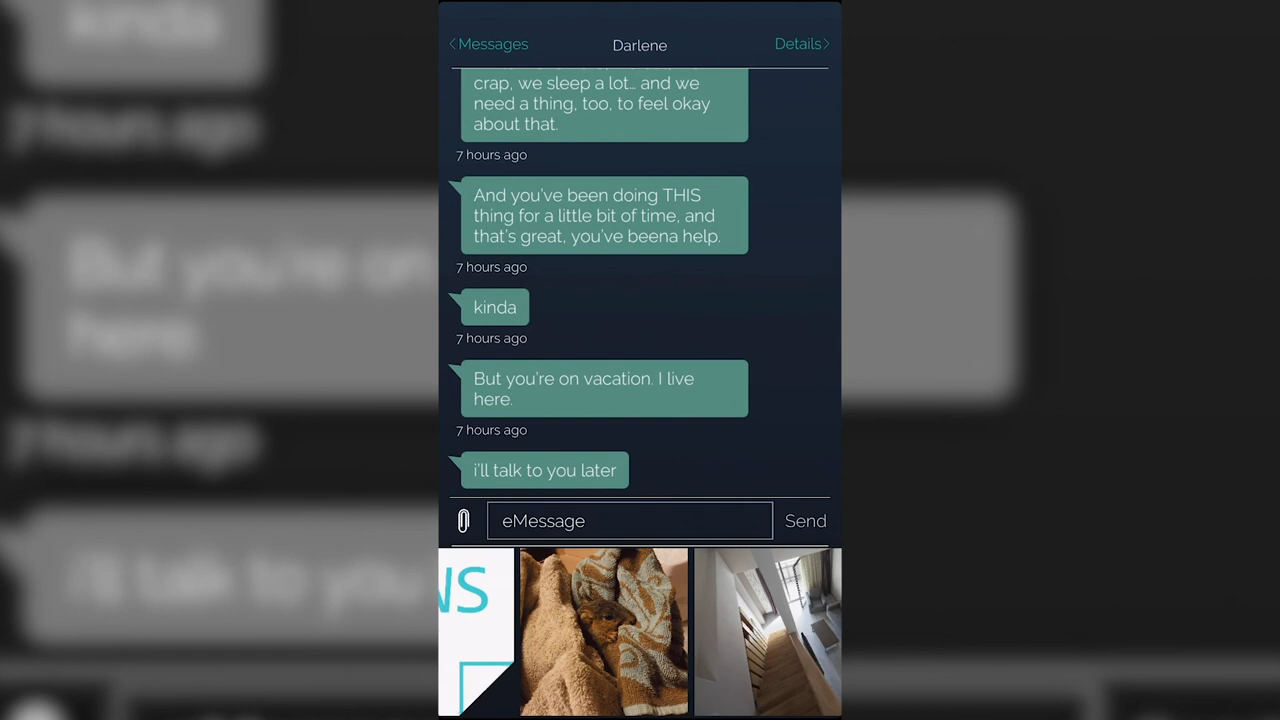 Messages
Darlene
Details
crap, we sleep a lot... and we
need a thing, too, to feel okay
about that.
7 hours ago
And you've been doing THIS
thing for a little bit of time, and
that's great, you've beena help.
7 hours ago
kinda
7 hours ago
But you're on vacation. I live
here.
7 hours ago
i'll talk to you later
eMessage
Send
NS